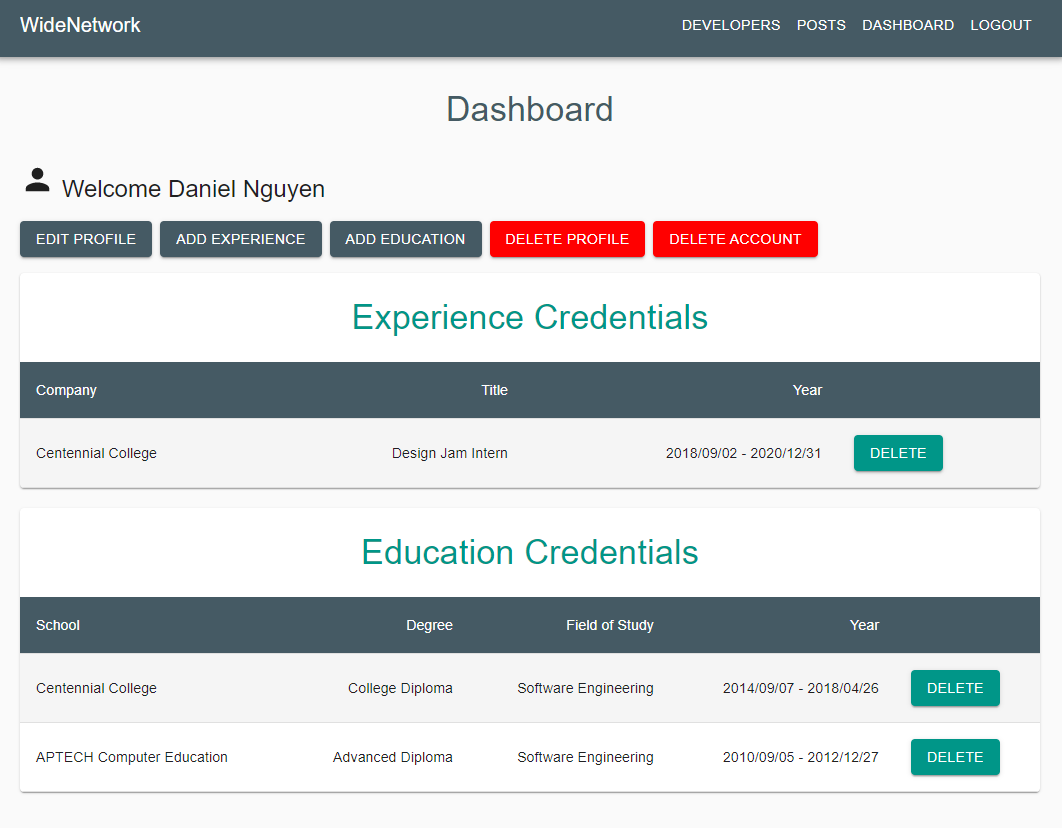 WideNetwork DEVELOPERS POSTS DASHBOARD LOGOUT
Dashboard
Welcome Daniel Nguyen
EDIT PROFILE ADD EXPERIENCE ADD EDUCATION DELETE PROFILE DELETE ACCOUNT
Experience Credentials
Company Title Year
Centennial College Design Jam Intern 2018/09/02 - 2020/12/31 DELETE
Education Credentials
School Degree Field of Study Year
Centennial College College Diploma Software Engineering 2014/09/07 - 2018/04/26 DELETE
APTECH Computer Education Advanced Diploma Software Engineering 2010/09/05 - 2012/12/27 DELETE